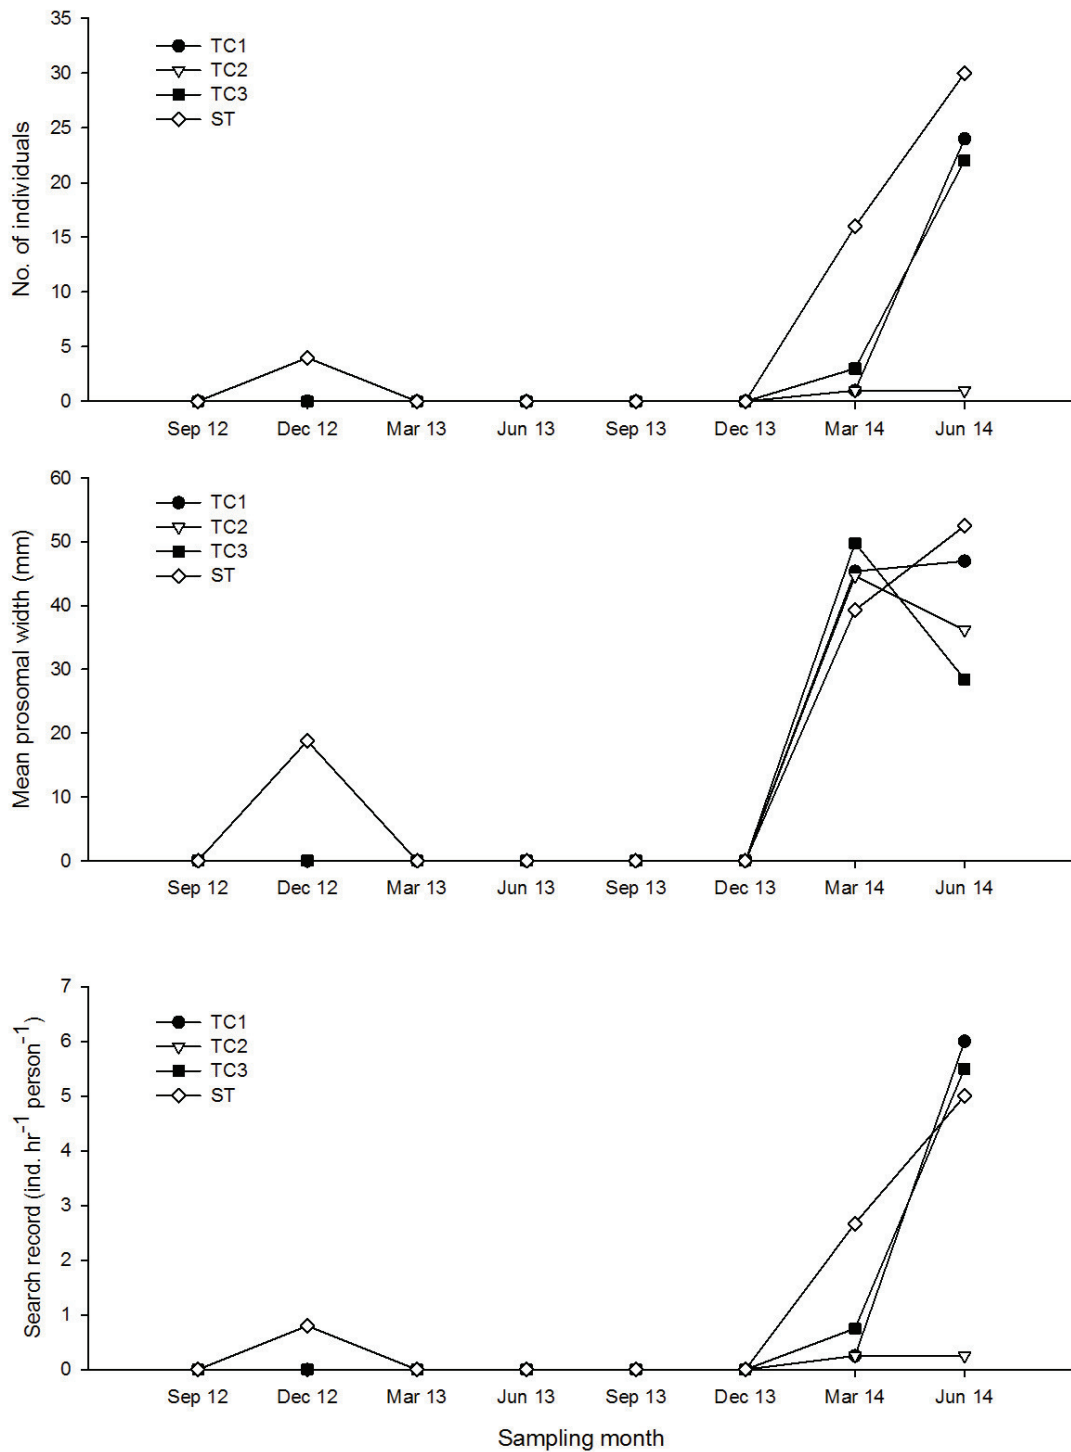 No. of individuals
35
30
25
20
15
10
5
0
TC1
TC2
TC3
ST
Sep 12 Dec 12 Mar 13 Jun 13 Sep 13 Dec 13 Mar 14 Jun 14
Mean prosomal width (mm)
60
50
40
30
20
10
0
TC1
TC2
TC3
ST
Sep 12 Dec 12 Mar 13 Jun 13 Sep 13 Dec 13 Mar 14 Jun 14
Search record (ind. hr⁻¹ person⁻¹)
7
6
5
4
3
2
1
0
TC1
TC2
TC3
ST
Sep 12 Dec 12 Mar 13 Jun 13 Sep 13 Dec 13 Mar 14 Jun 14
Sampling month